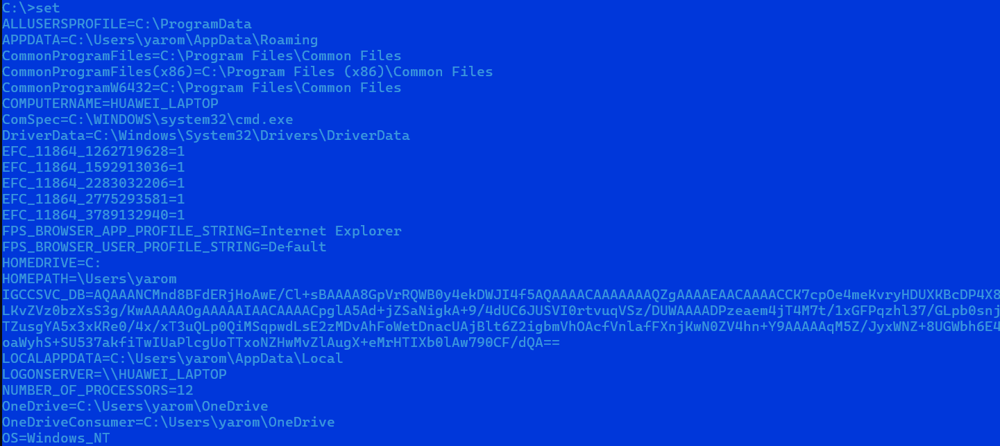 C:\>set
ALLUSERSPROFILE=C:\ProgramData
APPDATA=C:\Users\yarom\AppData\Roaming
CommonProgramFiles=C:\Program Files\Common Files
CommonProgramFiles(x86)=C:\Program Files (x86)\Common Files
CommonProgramW6432=C:\Program Files\Common Files
COMPUTERNAME=HUAWEI_LAPTOP
ComSpec=C:\WINDOWS\system32\cmd.exe
DriverData=C:\Windows\System32\Drivers\DriverData
EFC_11864_1262719628=1
EFC_11864_1592913036=1
EFC_11864_2283032206=1
EFC_11864_2775293581=1
EFC_11864_3789132940=1
FPS_BROWSER_APP_PROFILE_STRING=Internet Explorer
FPS_BROWSER_USER_PROFILE_STRING=Default
HOMEDRIVE=C:
HOMEPATH=\Users\yarom
IGCCSVC_DB=AQAAANCMnd8BFdERjHoAwE/Cl+sBAAAA8GpVrRQWB0y4ekDWJI4f5AQAAAACAAAAAAAQZgAAAAEAACAAAACCK7cpOe4meKvryHDUXKBcDP4X8
LKvZVz0bzXsS3g/KwAAAAAOgAAAAAIAACAAAACpglA5Ad+jZSaNigkA+9/4dUC6JUSVI0rtvuqVSz/DUWAAAADPzeaem4jT4M7t/1xGFPqzhl37/GLpb0snj
TZusgYA5x3xKRe0/4x/xT3uQLp0QiMSqpwdLsE2zMDvAhFoWetDnacUAjBlt6Z2igbmVhOAcfVnlafFXnjKwN0ZV4hn+Y9AAAAAqM5Z/JyxWNZ+8UGWbh6E4
oaWyhS+SU537akfiTwIUaPlcgUoTTxoNZHwMvZlAugX+eMrHTIXb0lAw790CF/dQA==
LOCALAPPDATA=C:\Users\yarom\AppData\Local
LOGONSERVER=\\HUAWEI_LAPTOP
NUMBER_OF_PROCESSORS=12
OneDrive=C:\Users\yarom\OneDrive
OneDriveConsumer=C:\Users\yarom\OneDrive
OS=Windows_NT